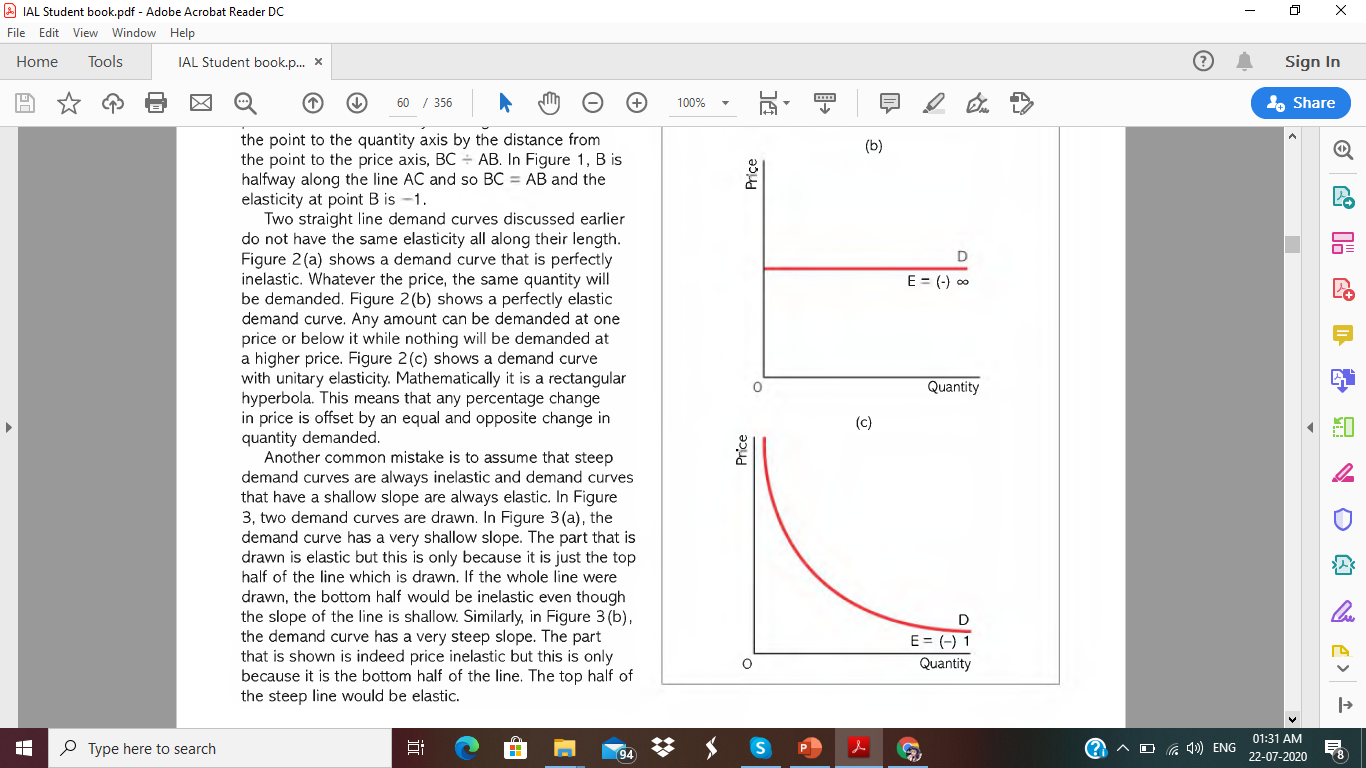 IAL Student book.pdf - Adobe Acrobat Reader DC
File Edit View Window Help
Home Tools IAL Student book.p... × Sign In
60 / 356 100% Share
the point to the quantity axis by the distance from
the point to the price axis, BC ÷ AB. In Figure 1, B is
halfway along the line AC and so BC = AB and the
elasticity at point B is −1.
Two straight line demand curves discussed earlier
do not have the same elasticity all along their length.
Figure 2(a) shows a demand curve that is perfectly
inelastic. Whatever the price, the same quantity will
be demanded. Figure 2(b) shows a perfectly elastic
demand curve. Any amount can be demanded at one
price or below it while nothing will be demanded at
a higher price. Figure 2(c) shows a demand curve
with unitary elasticity. Mathematically it is a rectangular
hyperbola. This means that any percentage change
in price is offset by an equal and opposite change in
quantity demanded.
Another common mistake is to assume that steep
demand curves are always inelastic and demand curves
that have a shallow slope are always elastic. In Figure
3, two demand curves are drawn. In Figure 3(a), the
demand curve has a very shallow slope. The part that is
drawn is elastic but this is only because it is just the top
half of the line which is drawn. If the whole line were
drawn, the bottom half would be inelastic even though
the slope of the line is shallow. Similarly, in Figure 3(b),
the demand curve has a very steep slope. The part
that is shown is indeed price inelastic but this is only
because it is the bottom half of the line. The top half of
the steep line would be elastic.
(b)
Price
D
E = (-) ∞
O
Quantity
(c)
Price
D
E = (−) 1
O
Quantity
Type here to search
94
ENG
01:31 AM
22-07-2020
8